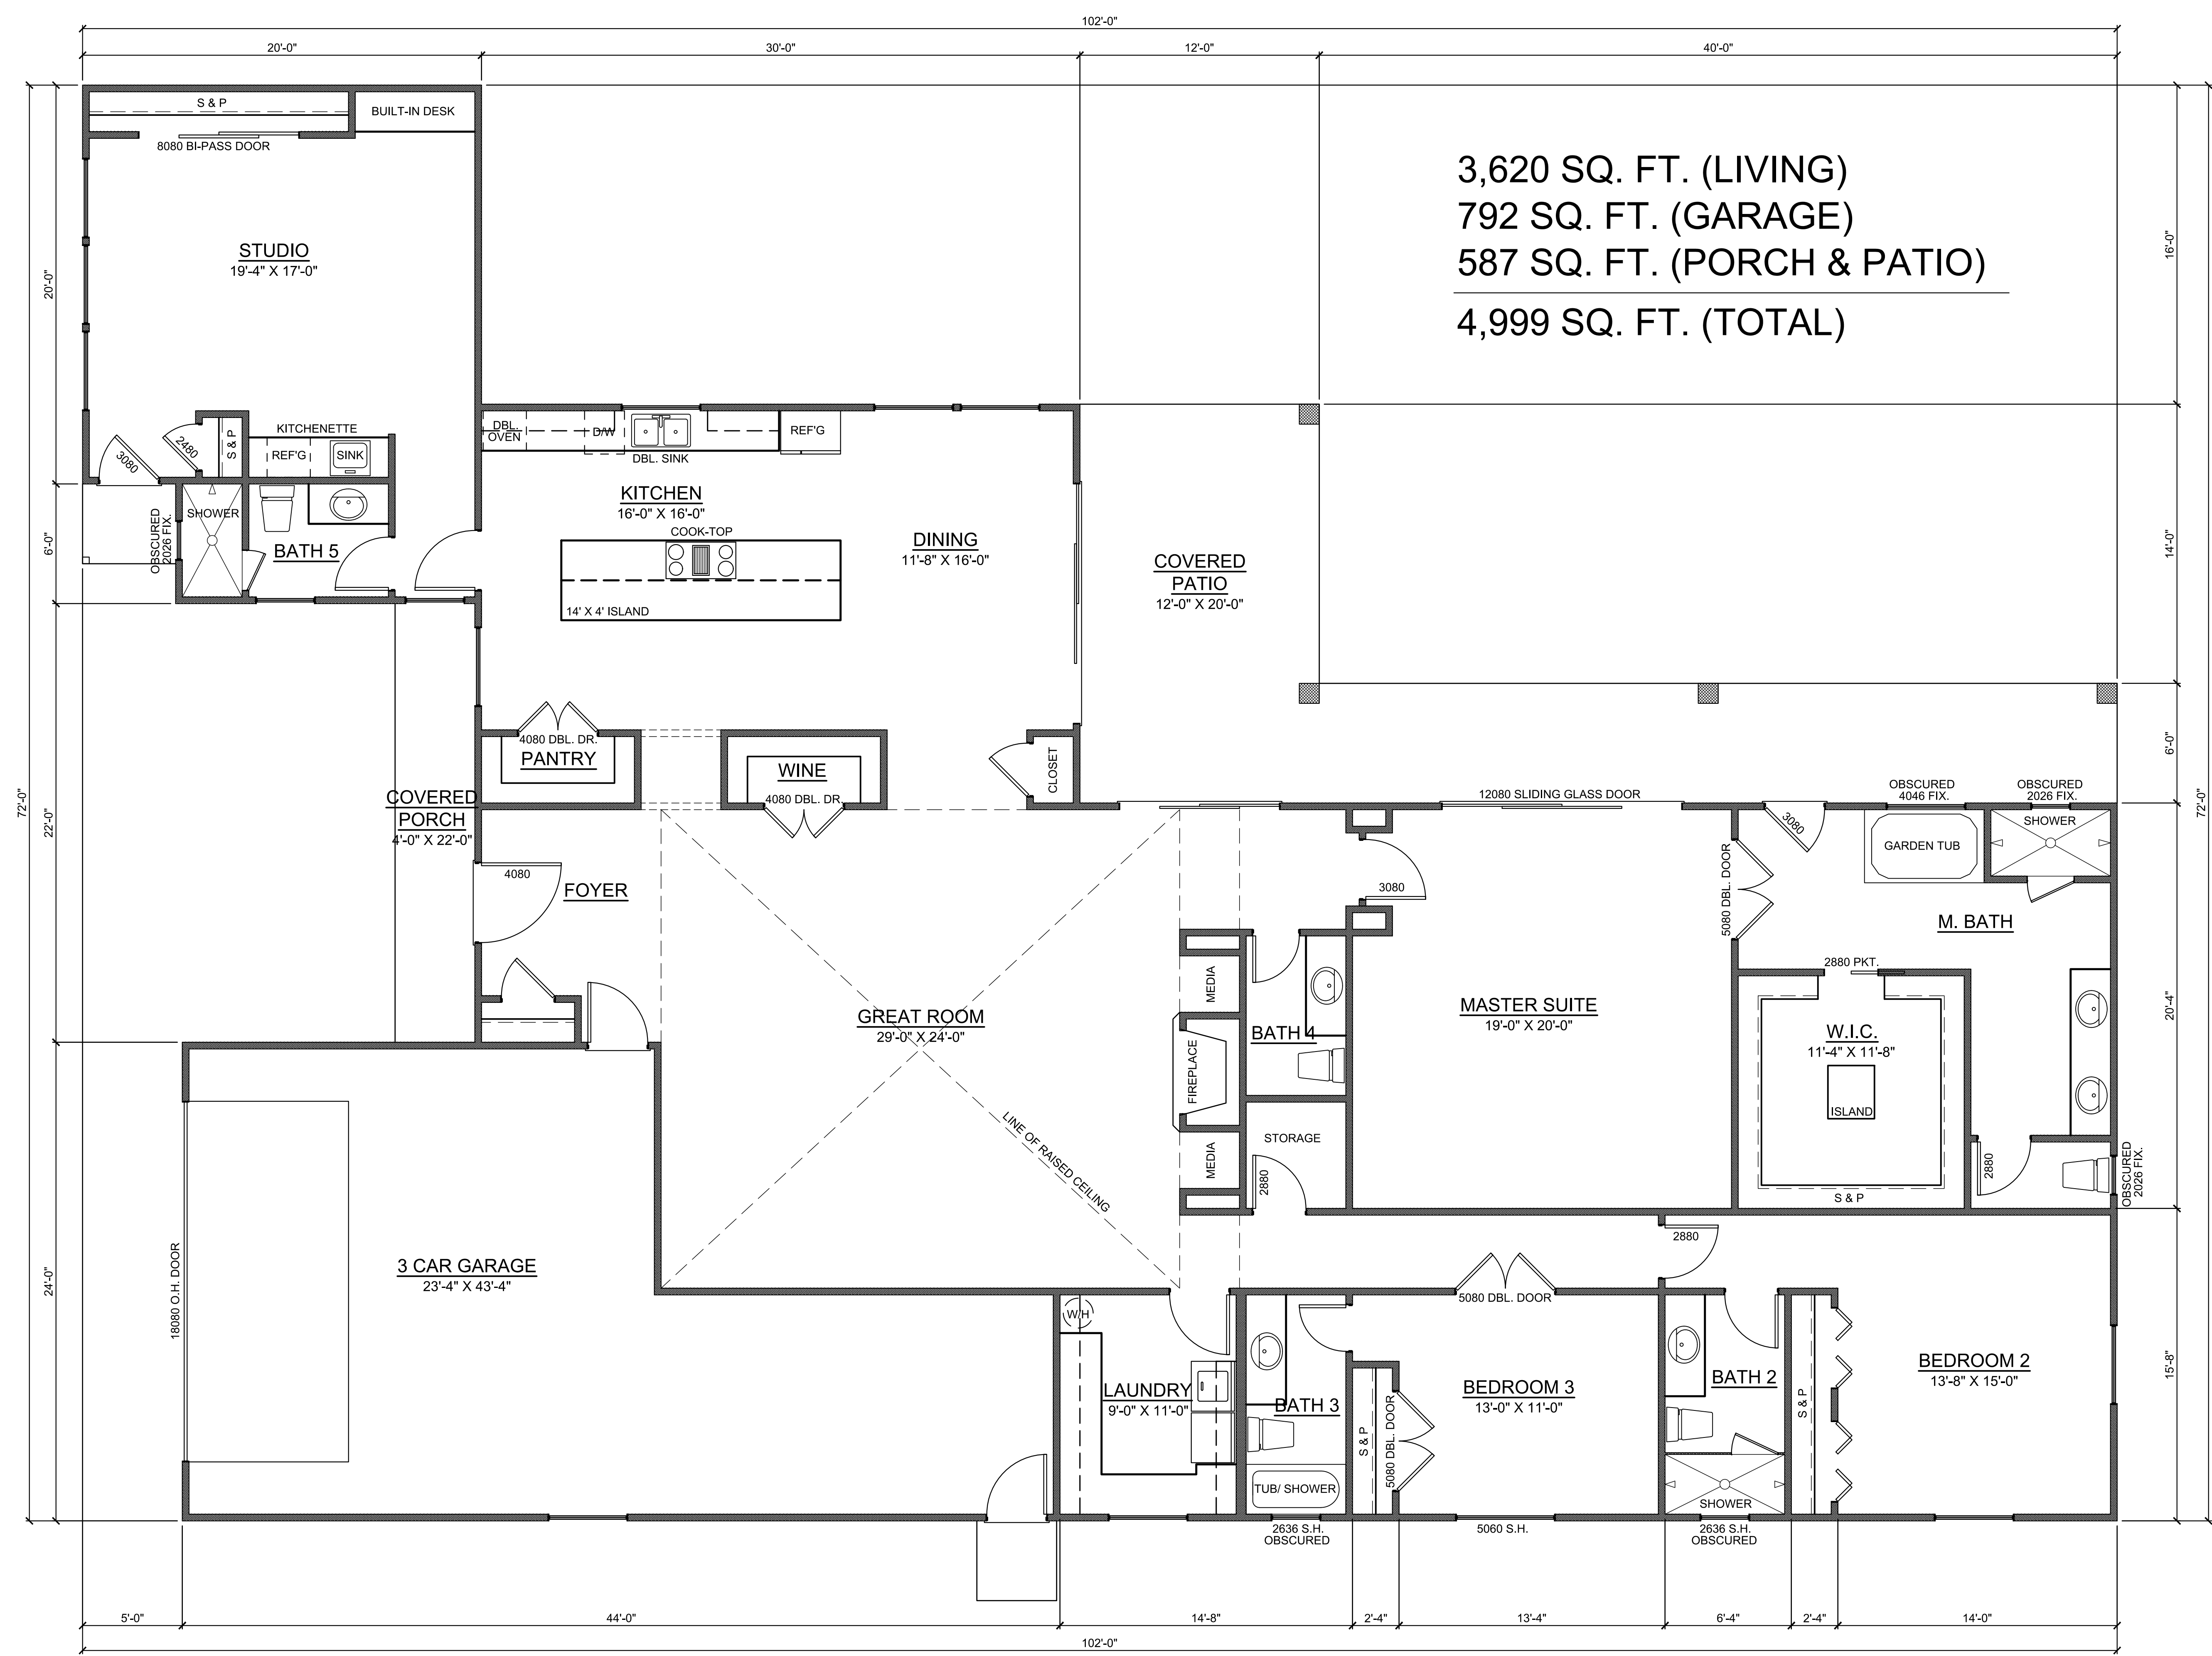 102'-0"
20'-0"
30'-0"
12'-0"
40'-0"
S & P
BUILT-IN DESK
8080 BI-PASS DOOR
3,620 SQ. FT. (LIVING)
792 SQ. FT. (GARAGE)
587 SQ. FT. (PORCH & PATIO)
4,999 SQ. FT. (TOTAL)
STUDIO
19'-4" X 17'-0"
20'-0"
16'-0"
KITCHENETTE
REF'G
SINK
S & P
2480
3080
DBL.
OVEN
D/W
DBL. SINK
REF'G
KITCHEN
16'-0" X 16'-0"
COOK-TOP
14' X 4' ISLAND
DINING
11'-8" X 16'-0"
COVERED
PATIO
12'-0" X 20'-0"
SHOWER
OBSCURED
2026 FIX.
BATH 5
6'-0"
14'-0"
4080 DBL. DR.
PANTRY
WINE
4080 DBL. DR.
CLOSET
6'-0"
72'-0"
22'-0"
72'-0"
COVERED
PORCH
4'-0" X 22'-0"
4080
FOYER
12080 SLIDING GLASS DOOR
OBSCURED
4046 FIX.
OBSCURED
2026 FIX.
3080
GARDEN TUB
SHOWER
5080 DBL. DOOR
3080
M. BATH
2880 PKT.
GREAT ROOM
29'-0" X 24'-0"
LINE OF RAISED CEILING
MEDIA
FIREPLACE
MEDIA
BATH 4
STORAGE
2880
MASTER SUITE
19'-0" X 20'-0"
W.I.C.
11'-4" X 11'-8"
ISLAND
S & P
2880
OBSCURED
2026 FIX.
20'-4"
3 CAR GARAGE
23'-4" X 43'-4"
18080 O.H. DOOR
24'-0"
2880
5080 DBL. DOOR
W/H
LAUNDRY
9'-0" X 11'-0"
BATH 3
TUB/ SHOWER
S & P
5080 DBL. DOOR
BEDROOM 3
13'-0" X 11'-0"
BATH 2
SHOWER
S & P
BEDROOM 2
13'-8" X 15'-0"
15'-8"
2636 S.H.
OBSCURED
5060 S.H.
2636 S.H.
OBSCURED
5'-0"
44'-0"
14'-8"
2'-4"
13'-4"
6'-4"
2'-4"
14'-0"
102'-0"